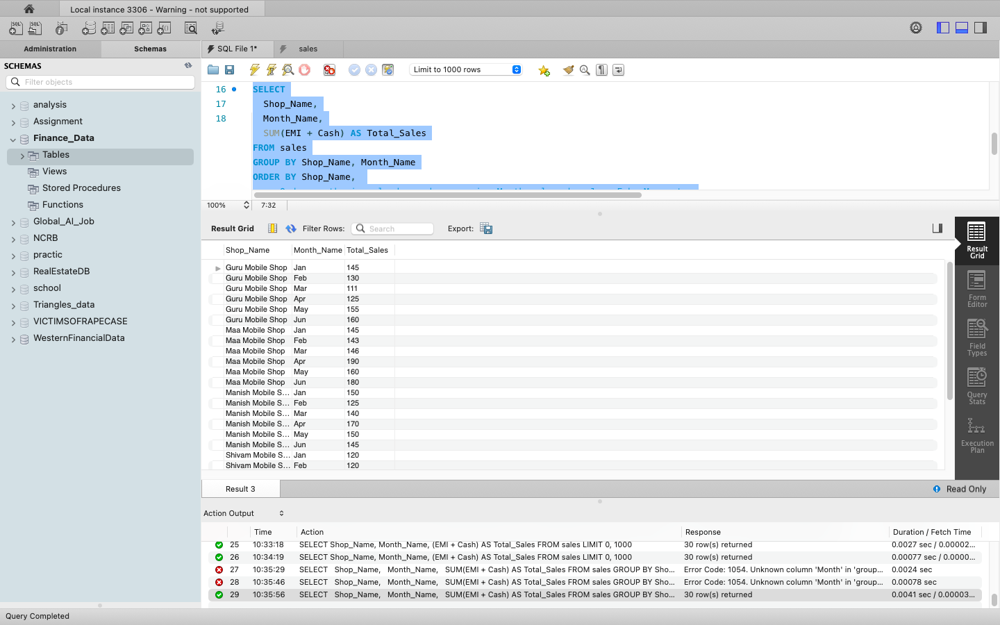 Local instance 3306 - Warning - not supported
Administration
Schemas
SQL File 1*
sales
SCHEMAS
Filter objects
Limit to 1000 rows
analysis
Assignment
Finance_Data
Tables
Views
Stored Procedures
Functions
Global_AI_Job
NCRB
practic
RealEstateDB
school
Triangles_data
VICTIMSOFRAPECASE
WesternFinancialData
16 SELECT
17 Shop_Name,
18 Month_Name,
SUM(EMI + Cash) AS Total_Sales
FROM sales
GROUP BY Shop_Name, Month_Name
ORDER BY Shop_Name,
100% 7:32
Result Grid Filter Rows: Search Export:
Shop_Name Month_Name Total_Sales
Guru Mobile Shop Jan 145
Guru Mobile Shop Feb 130
Guru Mobile Shop Mar 111
Guru Mobile Shop Apr 125
Guru Mobile Shop May 155
Guru Mobile Shop Jun 160
Maa Mobile Shop Jan 145
Maa Mobile Shop Feb 143
Maa Mobile Shop Mar 146
Maa Mobile Shop Apr 190
Maa Mobile Shop May 160
Maa Mobile Shop Jun 180
Manish Mobile S... Jan 150
Manish Mobile S... Feb 125
Manish Mobile S... Mar 140
Manish Mobile S... Apr 170
Manish Mobile S... May 150
Manish Mobile S... Jun 145
Shivam Mobile S... Jan 120
Shivam Mobile S... Feb 120
Result
Grid
Form
Editor
Field
Types
Query
Stats
Execution
Plan
Result 3
Read Only
Action Output
Time Action Response Duration / Fetch Time
25 10:33:18 SELECT Shop_Name, Month_Name, (EMI + Cash) AS Total_Sales FROM sales LIMIT 0, 1000 30 row(s) returned 0.0027 sec / 0.00002...
26 10:34:19 SELECT Shop_Name, Month_Name, (EMI + Cash) AS Total_Sales FROM sales LIMIT 0, 1000 30 row(s) returned 0.00077 sec / 0.0000...
27 10:35:29 SELECT Shop_Name, Month_Name, SUM(EMI + Cash) AS Total_Sales FROM sales GROUP BY Sho... Error Code: 1054. Unknown column 'Month' in 'group... 0.0024 sec
28 10:35:46 SELECT Shop_Name, Month_Name, SUM(EMI + Cash) AS Total_Sales FROM sales GROUP BY Sho... Error Code: 1054. Unknown column 'Month' in 'group... 0.00078 sec
29 10:35:56 SELECT Shop_Name, Month_Name, SUM(EMI + Cash) AS Total_Sales FROM sales GROUP BY Sho... 30 row(s) returned 0.0041 sec / 0.00003...
Query Completed